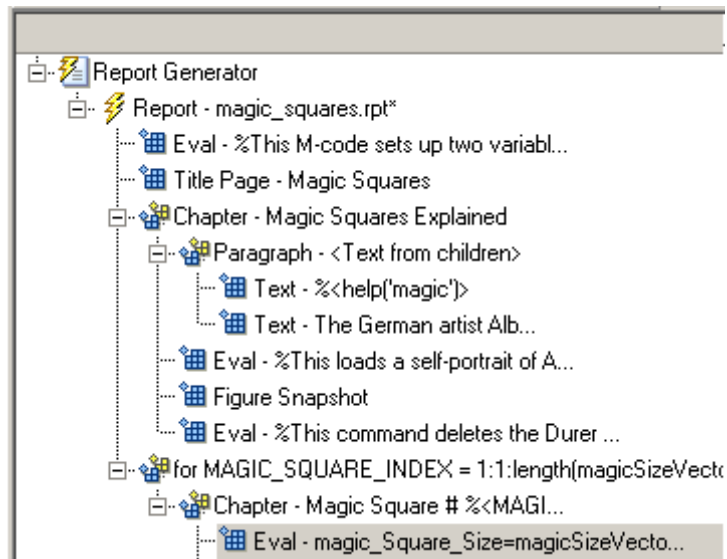 Report Generator
Report - magic_squares.rpt*
Eval - %This M-code sets up two variabl...
Title Page - Magic Squares
Chapter - Magic Squares Explained
Paragraph - <Text from children>
Text - %<help('magic')>
Text - The German artist Alb...
Eval - %This loads a self-portrait of A...
Figure Snapshot
Eval - %This command deletes the Durer ...
for MAGIC_SQUARE_INDEX = 1:1:length(magicSizeVecto
Chapter - Magic Square # %<MAGI...
Eval - magic_Square_Size=magicSizeVecto...